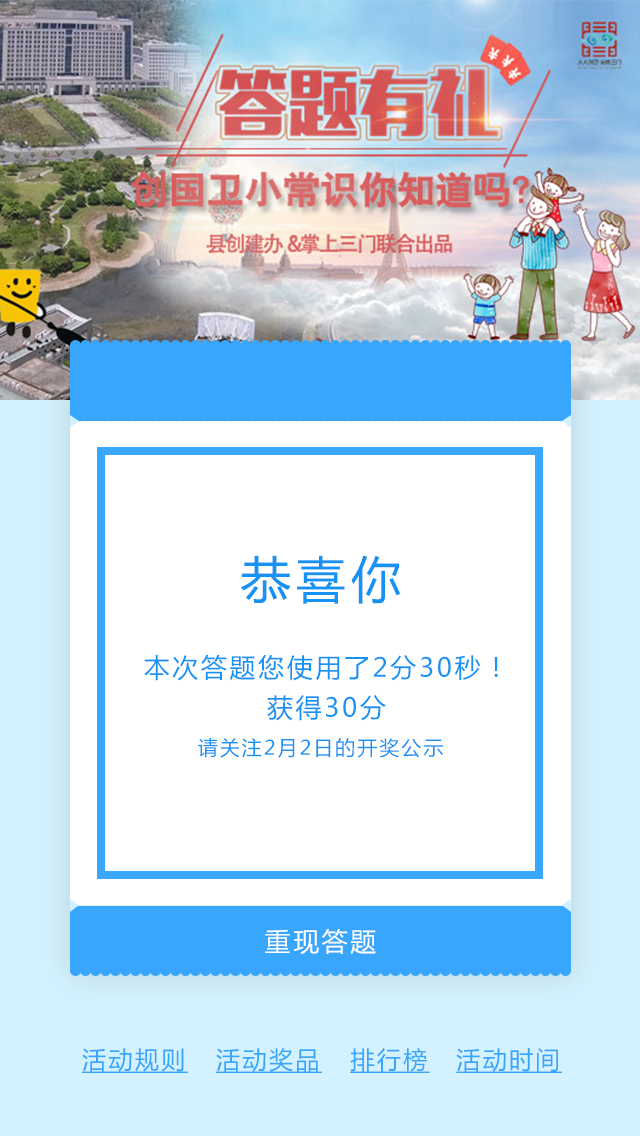 答题有礼
创国卫小常识你知道吗?
县创建办 &掌上三门联合出品
恭喜你
本次答题您使用了2分30秒！
获得30分
请关注2月2日的开奖公示
重现答题
活动规则 活动奖品 排行榜 活动时间